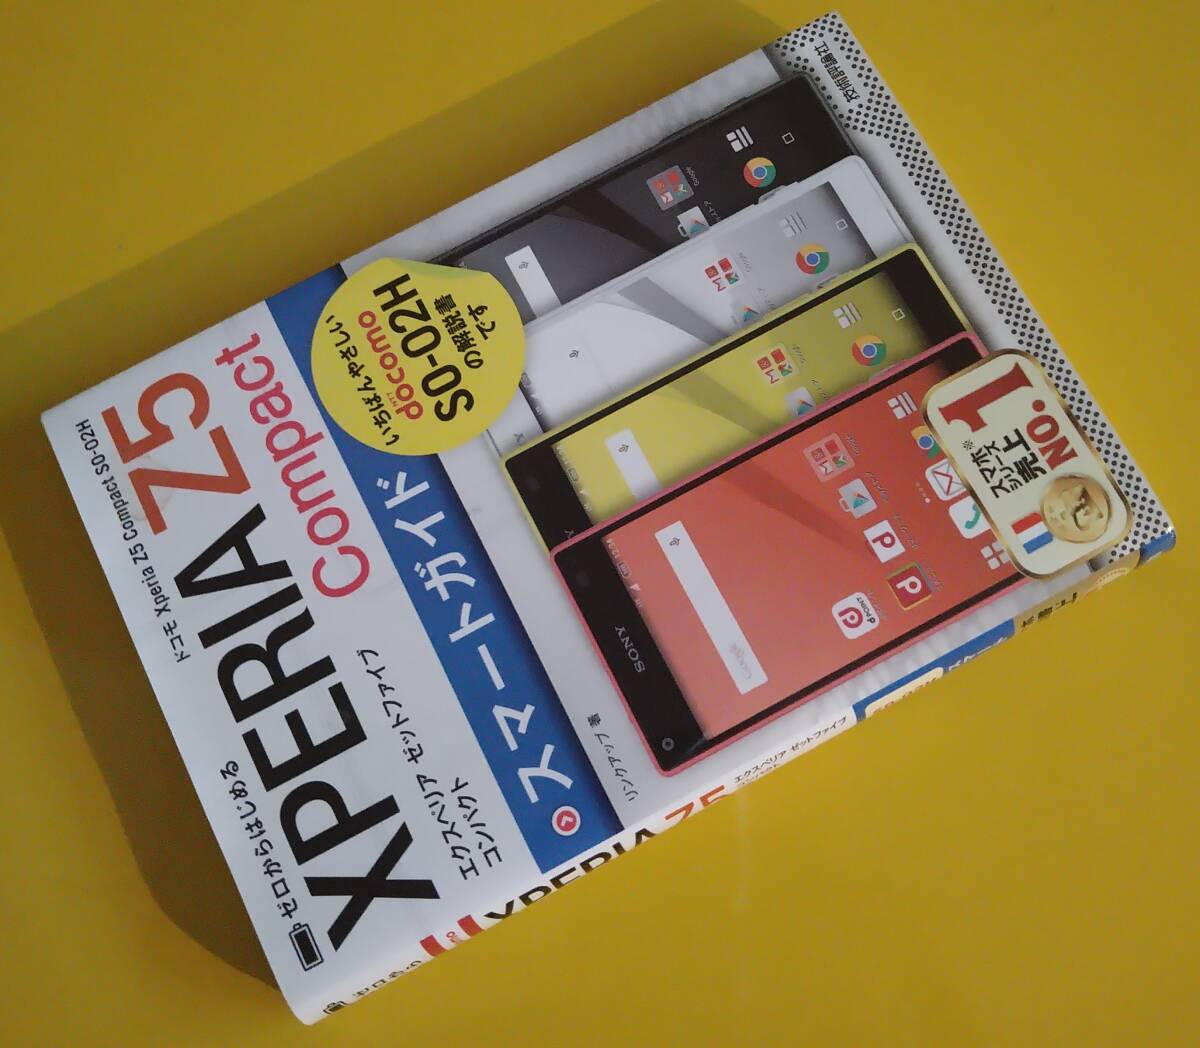 ゼロからはじめる
ドコモ Xperia Z5 Compact SO-02H
XPERIA Z5
Compact
エクスペリア ゼットファイブ
コンパクト
スマートガイド
いちばんやさしい
NTT
docomo
SO-02H
の解説書
です
リンクアップ 著
技術評論社
スマホ※
シリーズ
売上
NO.1
SONY
Google
d POINT
XPERIA Z5
エクスペリア ゼットファイブ